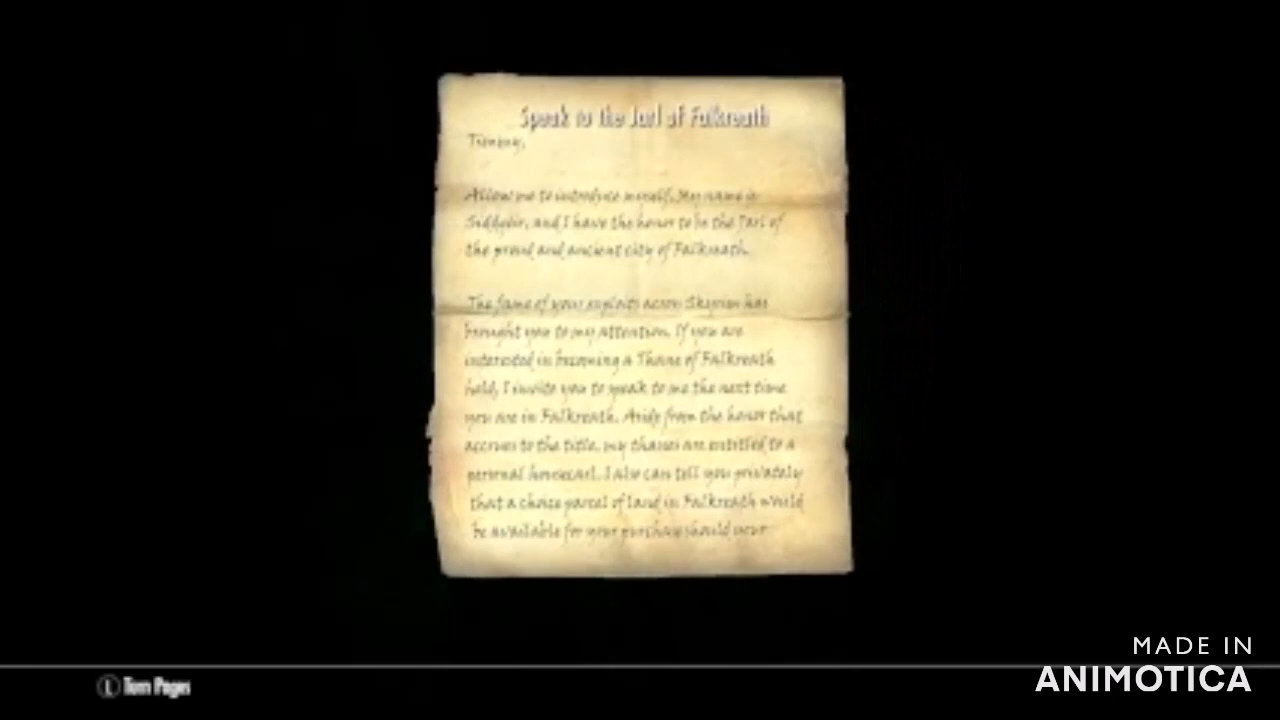 Speak to the Jarl of Falkreath
Allow me to introduce myself. My name is
Siddgeir, and I have the honor to be the Jarl of
the proud and ancient city of Falkreath.
The fame of your exploits across Skyrim has
brought you to my attention. If you are
interested in becoming a Thane of Falkreath
hold, I invite you to speak to me the next time
you are in Falkreath. Aside from the honor that
accrues to the title, my thanes are entitled to a
personal housecarl. I also can tell you privately
that a choice parcel of land in Falkreath would
be available for your purchase should your
L Turn Pages
MADE IN
ANIMOTICA